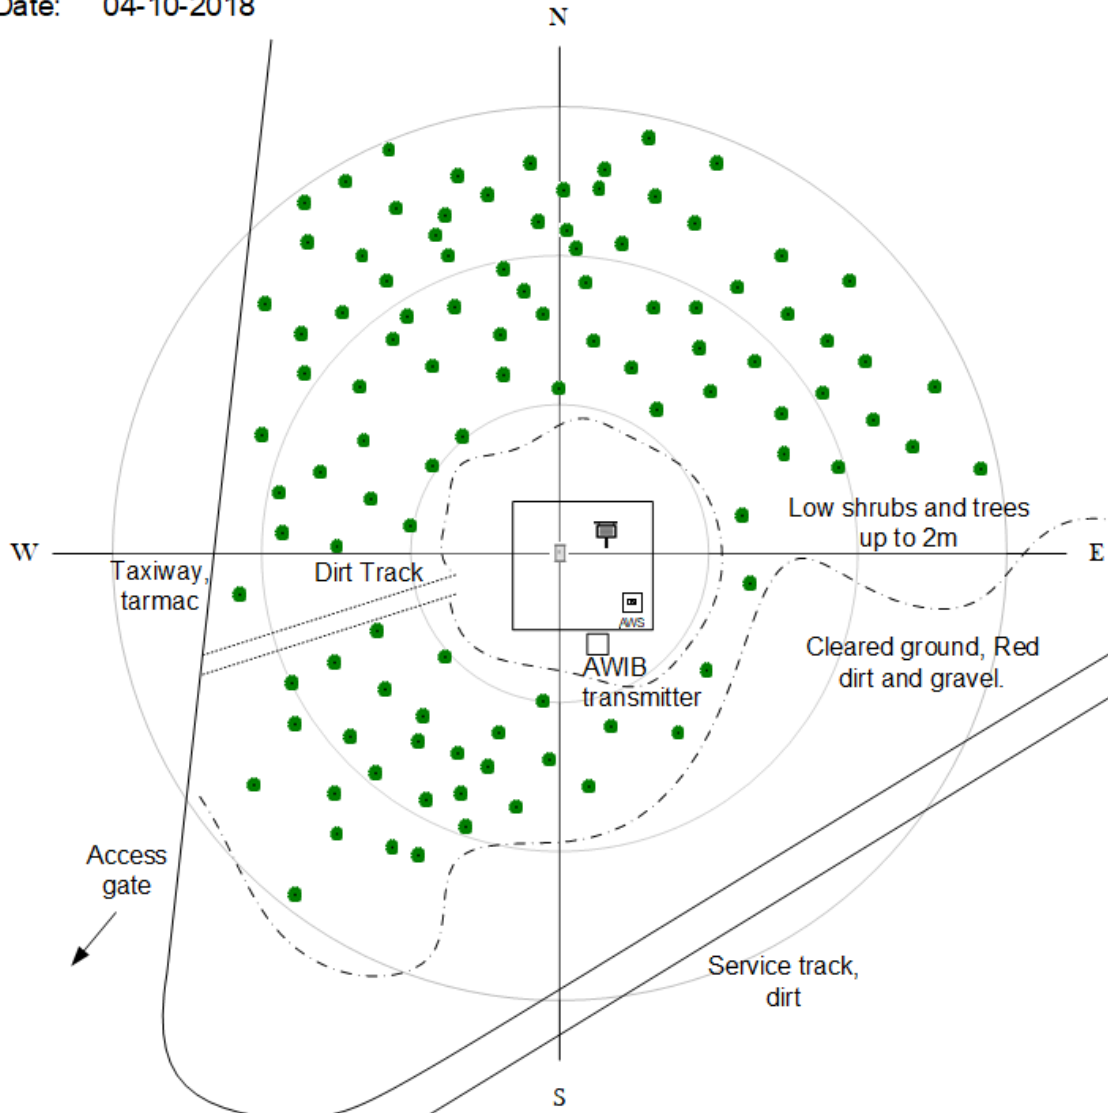 Date: 04-10-2018
N
Low shrubs and trees
up to 2m
W
E
Taxiway,
tarmac
Dirt Track
AWS
AWIB
transmitter
Cleared ground, Red
dirt and gravel.
Access
gate
Service track,
dirt
S